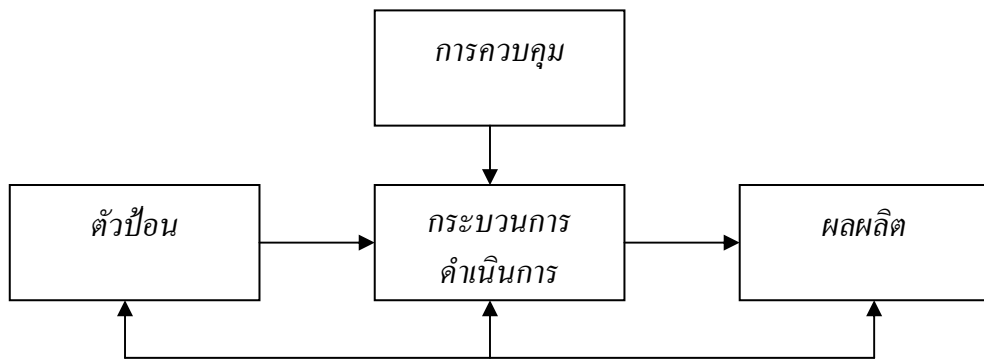 การควบคุม
ตัวป้อน
กระบวนการ
ดำเนินการ
ผลผลิต